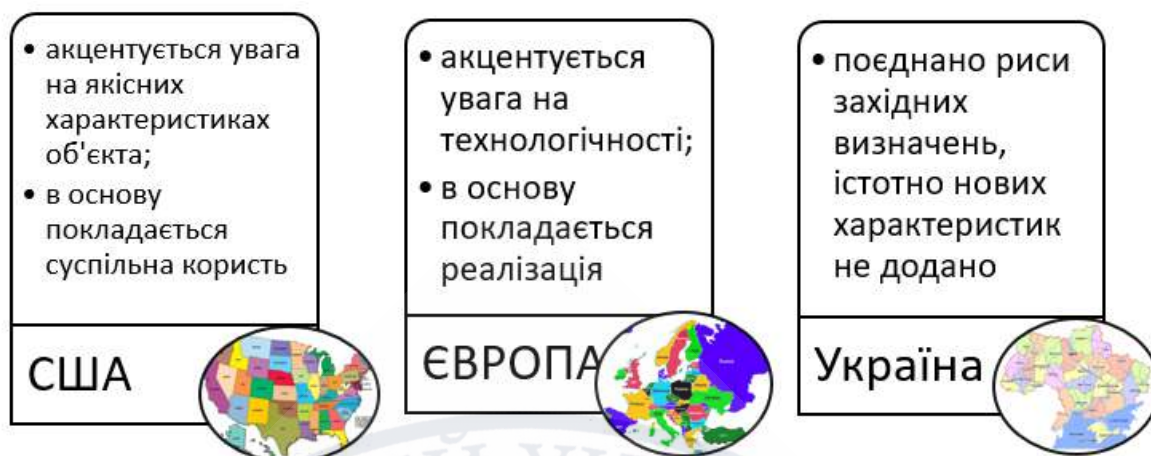 • акцентується увага
на якісних
характеристиках
об'єкта;
• в основу
покладається
суспільна користь
США
• акцентується
увага на
технологічності;
• в основу
покладається
реалізація
ЄВРОПА
• поєднано риси
західних
визначень,
істотно нових
характеристик
не додано
Україна